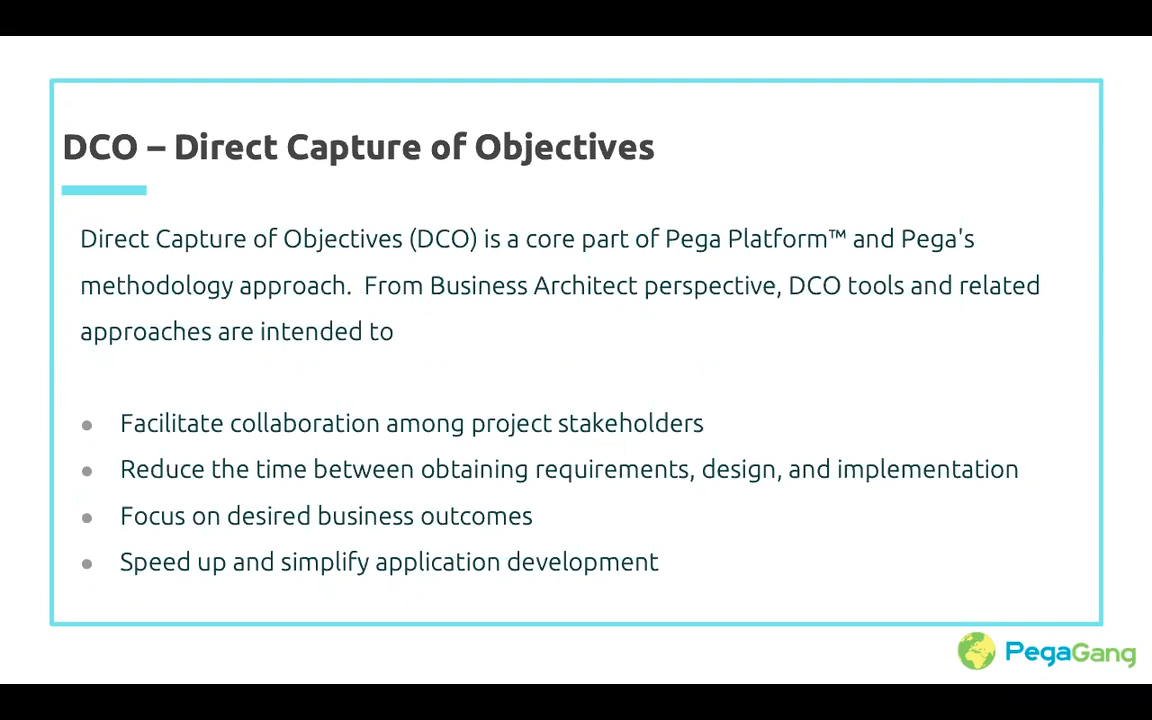 DCO – Direct Capture of Objectives
Direct Capture of Objectives (DCO) is a core part of Pega Platform™ and Pega's
methodology approach.  From Business Architect perspective, DCO tools and related
approaches are intended to
● Facilitate collaboration among project stakeholders
● Reduce the time between obtaining requirements, design, and implementation
● Focus on desired business outcomes
● Speed up and simplify application development
PegaGang